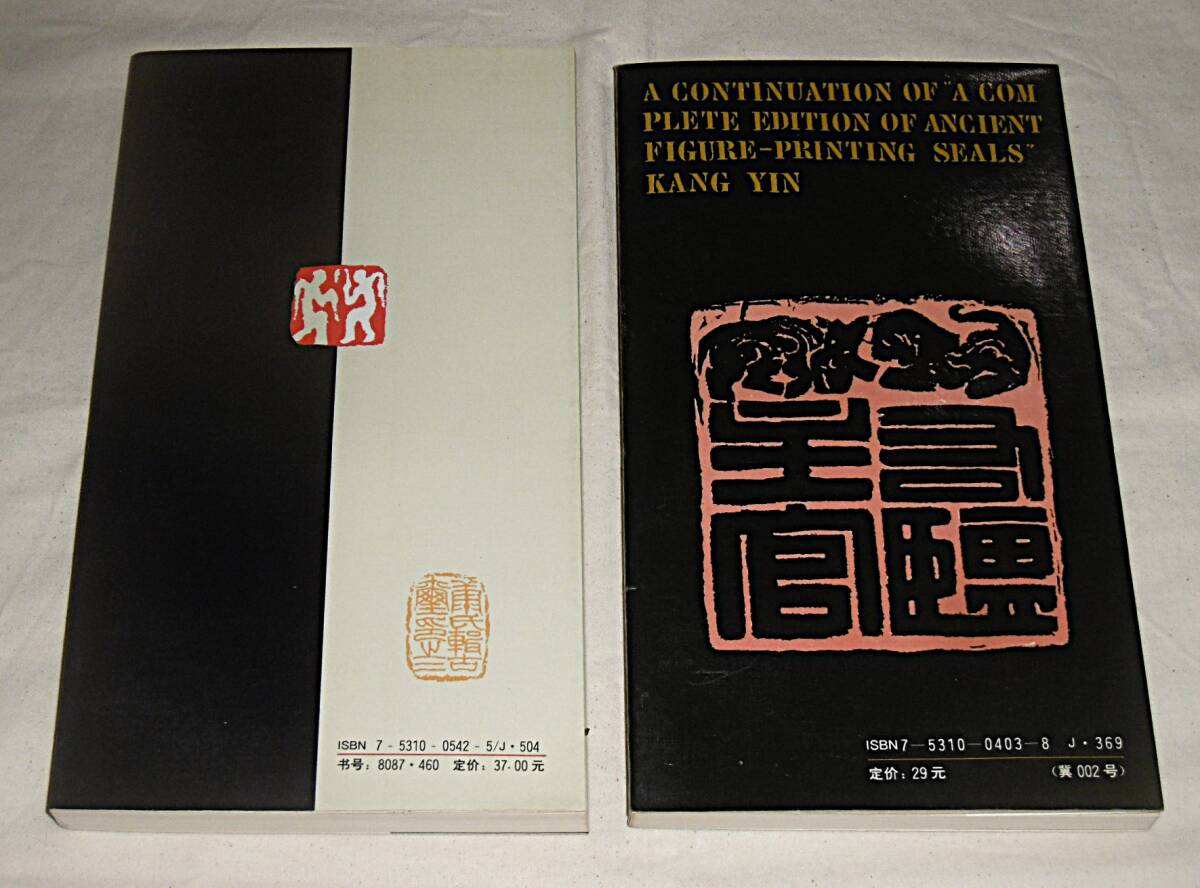 ISBN 7-5310-0542-5/J·504
书号: 8087·460 定价: 37.00元
A CONTINUATION OF "A COM
PLETE EDITION OF ANCIENT
FIGURE-PRINTING SEALS"
KANG YIN
ISBN7-5310-0403-8 J·369
定价: 29元 (冀002号)